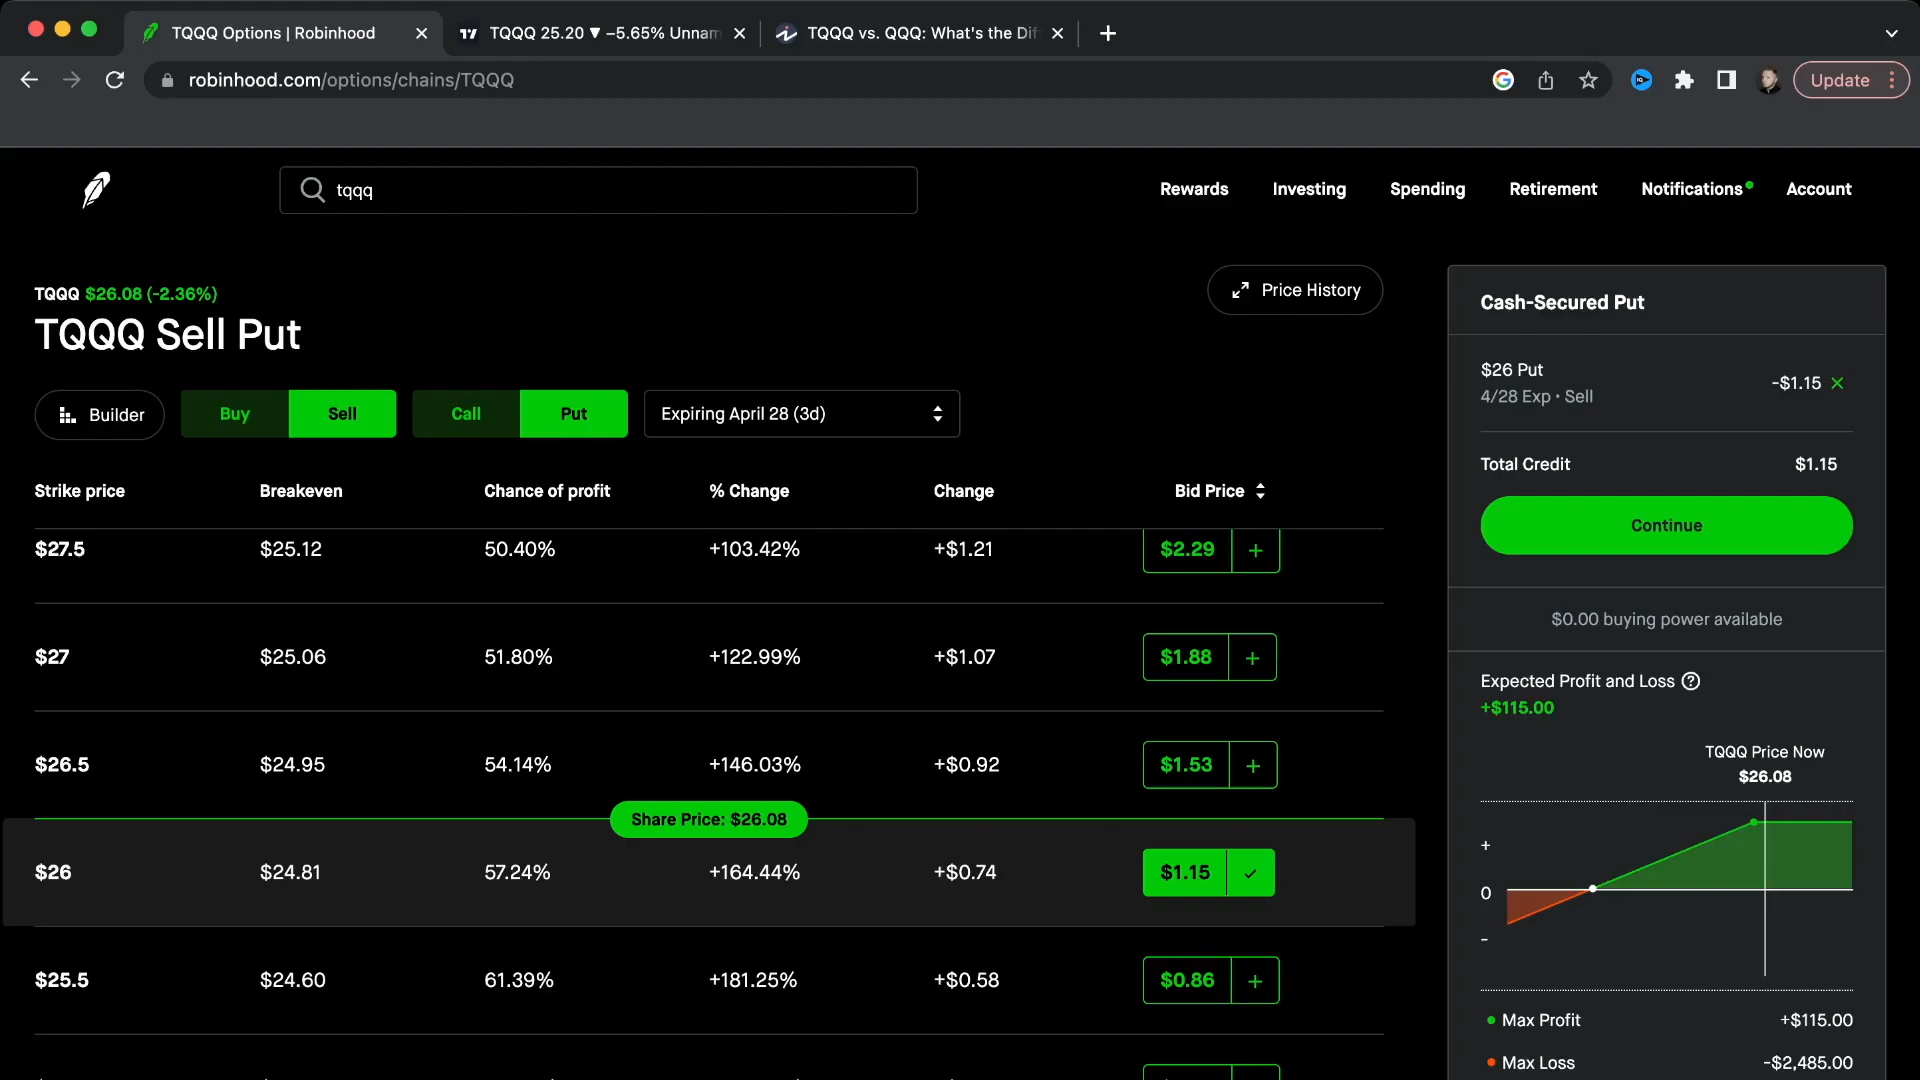 TQQQ Options | Robinhood
TQQQ 25.20 ▼ −5.65% Unnam
TQQQ vs. QQQ: What's the Dif
robinhood.com/options/chains/TQQQ
Update
tqqq
Rewards
Investing
Spending
Retirement
Notifications
Account
TQQQ $26.08 (-2.36%)
TQQQ Sell Put
Price History
Builder
Buy
Sell
Call
Put
Expiring April 28 (3d)
Strike price Breakeven Chance of profit % Change Change Bid Price
$27.5 $25.12 50.40% +103.42% +$1.21 $2.29 +
$27 $25.06 51.80% +122.99% +$1.07 $1.88 +
$26.5 $24.95 54.14% +146.03% +$0.92 $1.53 +
Share Price: $26.08
$26 $24.81 57.24% +164.44% +$0.74 $1.15 ✓
$25.5 $24.60 61.39% +181.25% +$0.58 $0.86 +
Cash-Secured Put
$26 Put
4/28 Exp • Sell
-$1.15
Total Credit $1.15
Continue
$0.00 buying power available
Expected Profit and Loss
+$115.00
TQQQ Price Now
$26.08
+
0
-
Max Profit +$115.00
Max Loss -$2,485.00